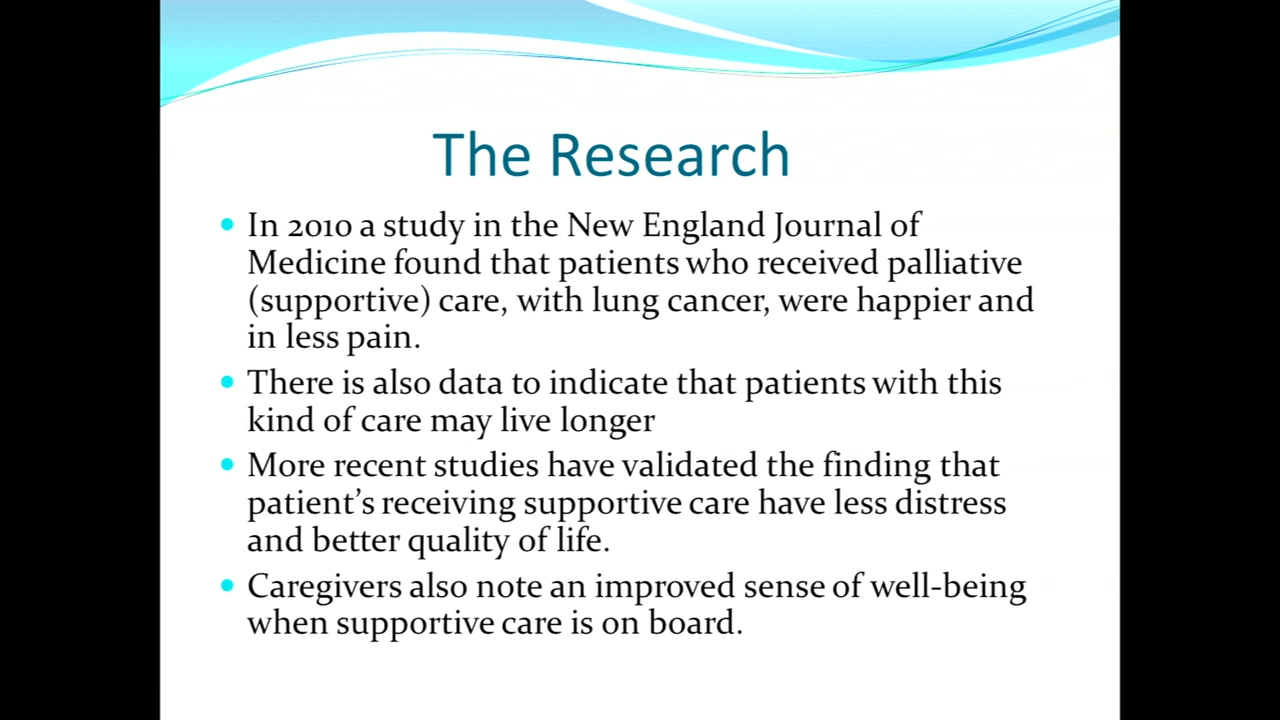 The Research
In 2010 a study in the New England Journal of
Medicine found that patients who received palliative
(supportive) care, with lung cancer, were happier and
in less pain.
There is also data to indicate that patients with this
kind of care may live longer
More recent studies have validated the finding that
patient’s receiving supportive care have less distress
and better quality of life.
Caregivers also note an improved sense of well-being
when supportive care is on board.